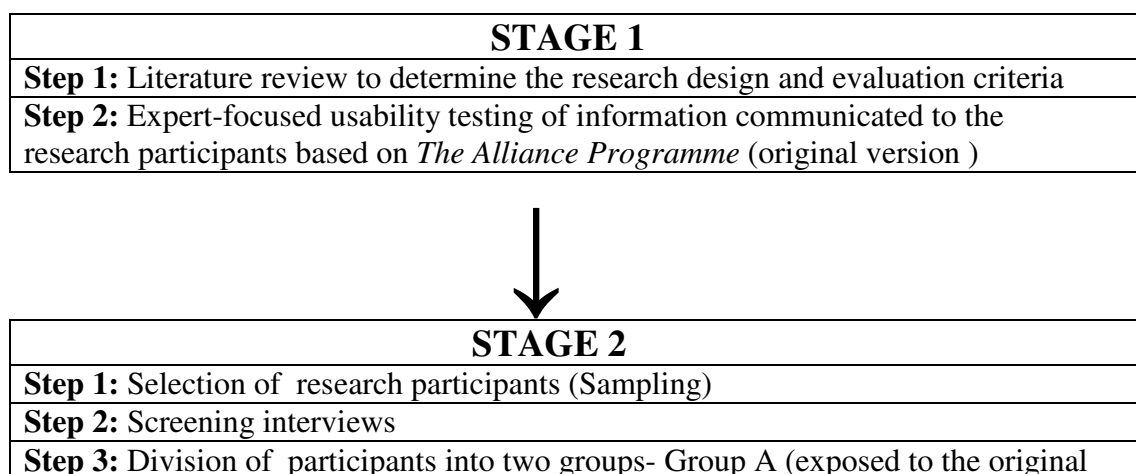 STAGE 1
Step 1: Literature review to determine the research design and evaluation criteria
Step 2: Expert-focused usability testing of information communicated to the
research participants based on The Alliance Programme (original version )
STAGE 2
Step 1: Selection of research participants (Sampling)
Step 2: Screening interviews
Step 3: Division of participants into two groups- Group A (exposed to the original